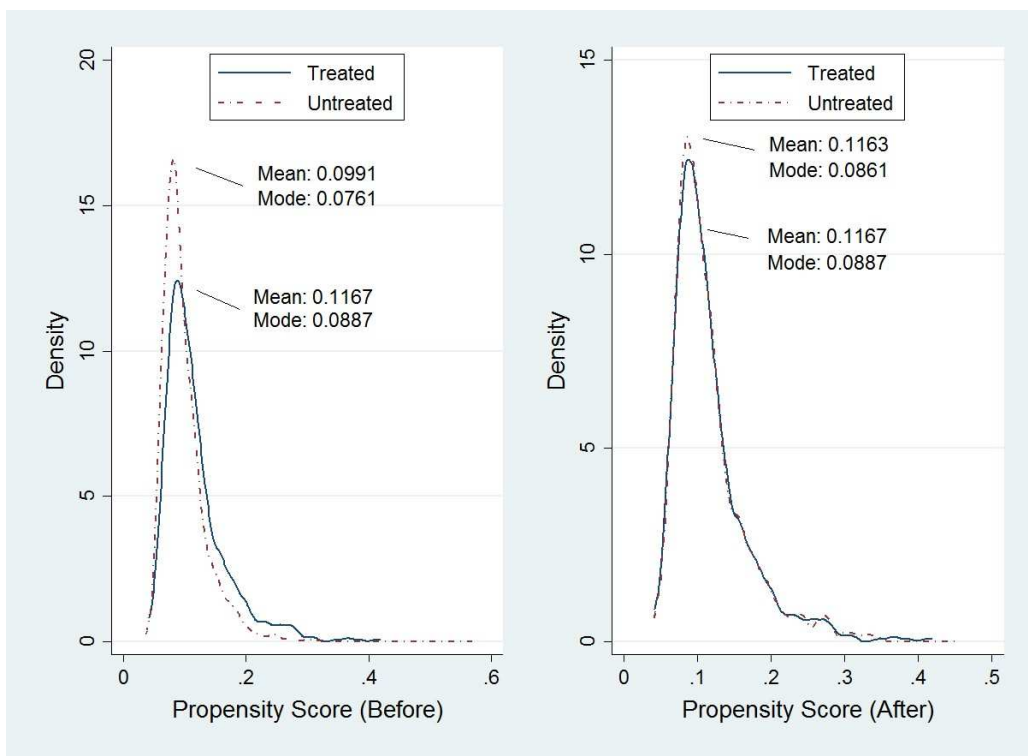 20
15
10
5
0
Density
Treated
Untreated
Mean: 0.0991
Mode: 0.0761
Mean: 0.1167
Mode: 0.0887
0
.2
.4
.6
Propensity Score (Before)
15
10
5
0
Density
Treated
Untreated
Mean: 0.1163
Mode: 0.0861
Mean: 0.1167
Mode: 0.0887
0
.1
.2
.3
.4
.5
Propensity Score (After)